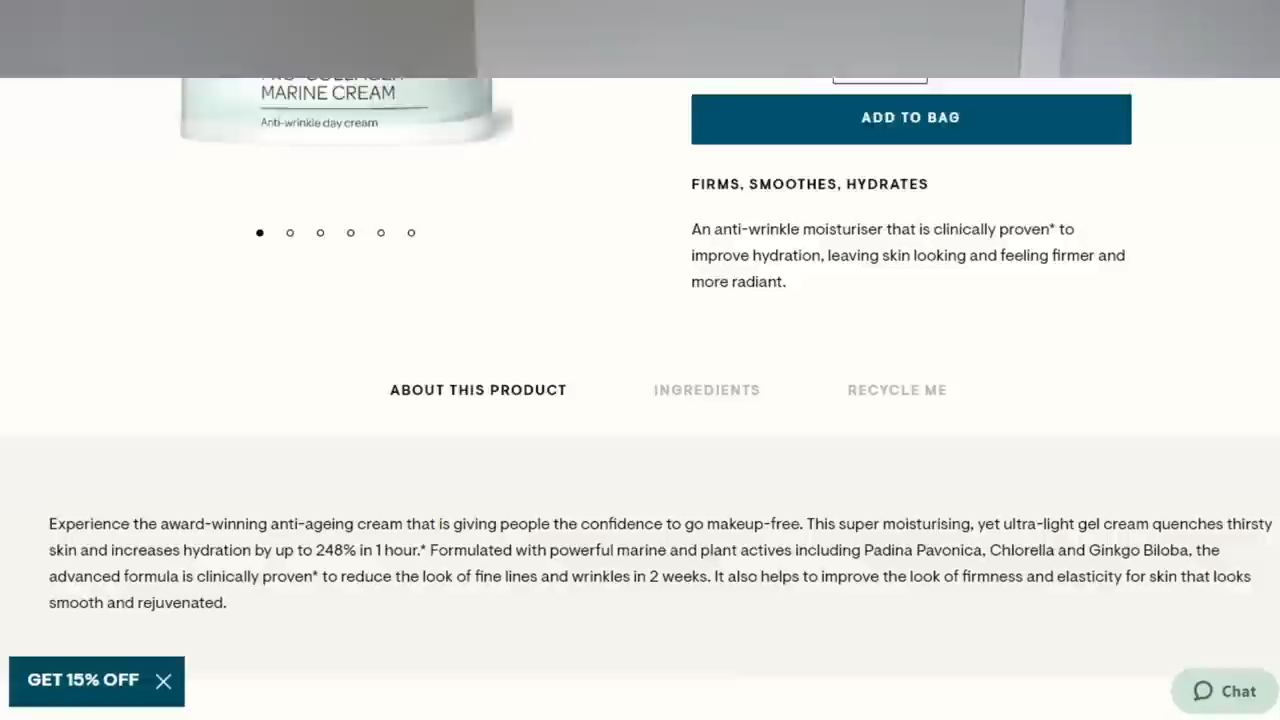 MARINE CREAM
Anti-wrinkle day cream
ADD TO BAG
FIRMS, SMOOTHES, HYDRATES
An anti-wrinkle moisturiser that is clinically proven* to
improve hydration, leaving skin looking and feeling firmer and
more radiant.
ABOUT THIS PRODUCT
INGREDIENTS
RECYCLE ME
Experience the award-winning anti-ageing cream that is giving people the confidence to go makeup-free. This super moisturising, yet ultra-light gel cream quenches thirsty
skin and increases hydration by up to 248% in 1 hour.* Formulated with powerful marine and plant actives including Padina Pavonica, Chlorella and Ginkgo Biloba, the
advanced formula is clinically proven* to reduce the look of fine lines and wrinkles in 2 weeks. It also helps to improve the look of firmness and elasticity for skin that looks
smooth and rejuvenated.
GET 15% OFF
Chat